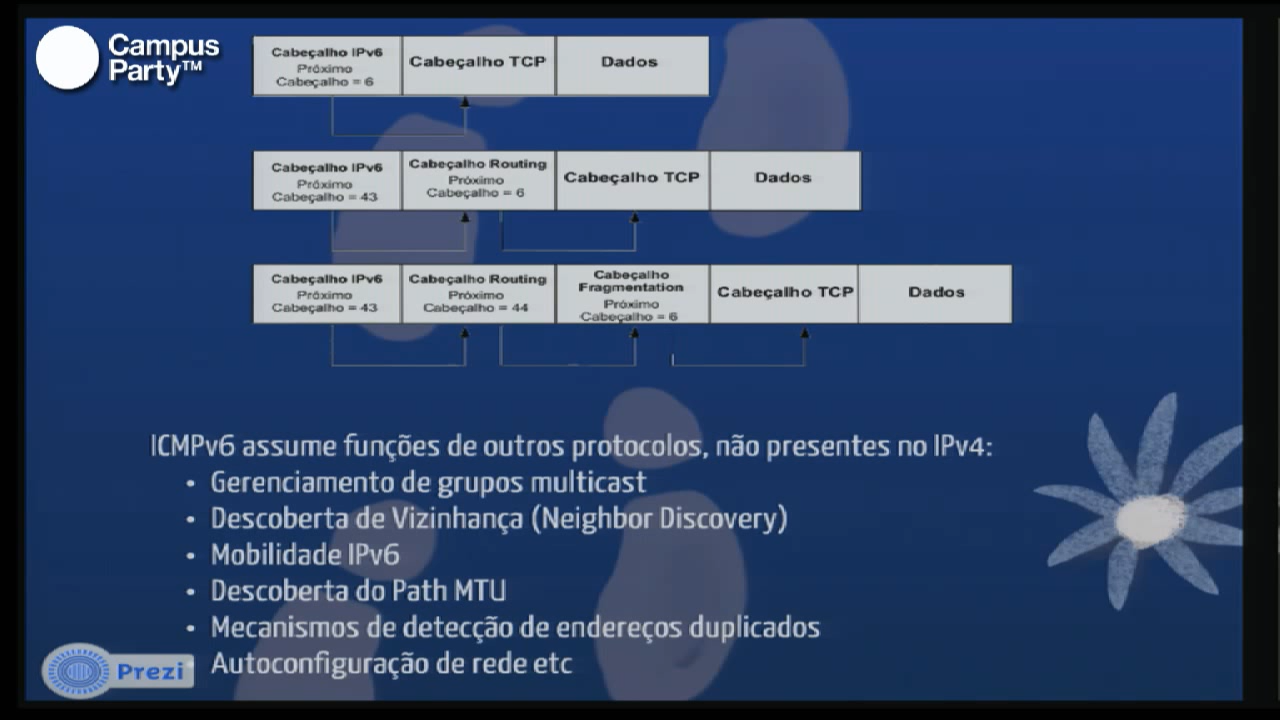 Campus
Party™
Cabeçalho IPv6
Próximo
Cabeçalho = 6
Cabeçalho TCP
Dados
Cabeçalho IPv6
Próximo
Cabeçalho = 43
Cabeçalho Routing
Próximo
Cabeçalho = 6
Cabeçalho TCP
Dados
Cabeçalho IPv6
Próximo
Cabeçalho = 43
Cabeçalho Routing
Próximo
Cabeçalho = 44
Cabeçalho
Fragmentation
Próximo
Cabeçalho = 6
Cabeçalho TCP
Dados
ICMPv6 assume funções de outros protocolos, não presentes no IPv4:
• Gerenciamento de grupos multicast
• Descoberta de Vizinhança (Neighbor Discovery)
• Mobilidade IPv6
• Descoberta do Path MTU
• Mecanismos de detecção de endereços duplicados
• Autoconfiguração de rede etc
Prezi